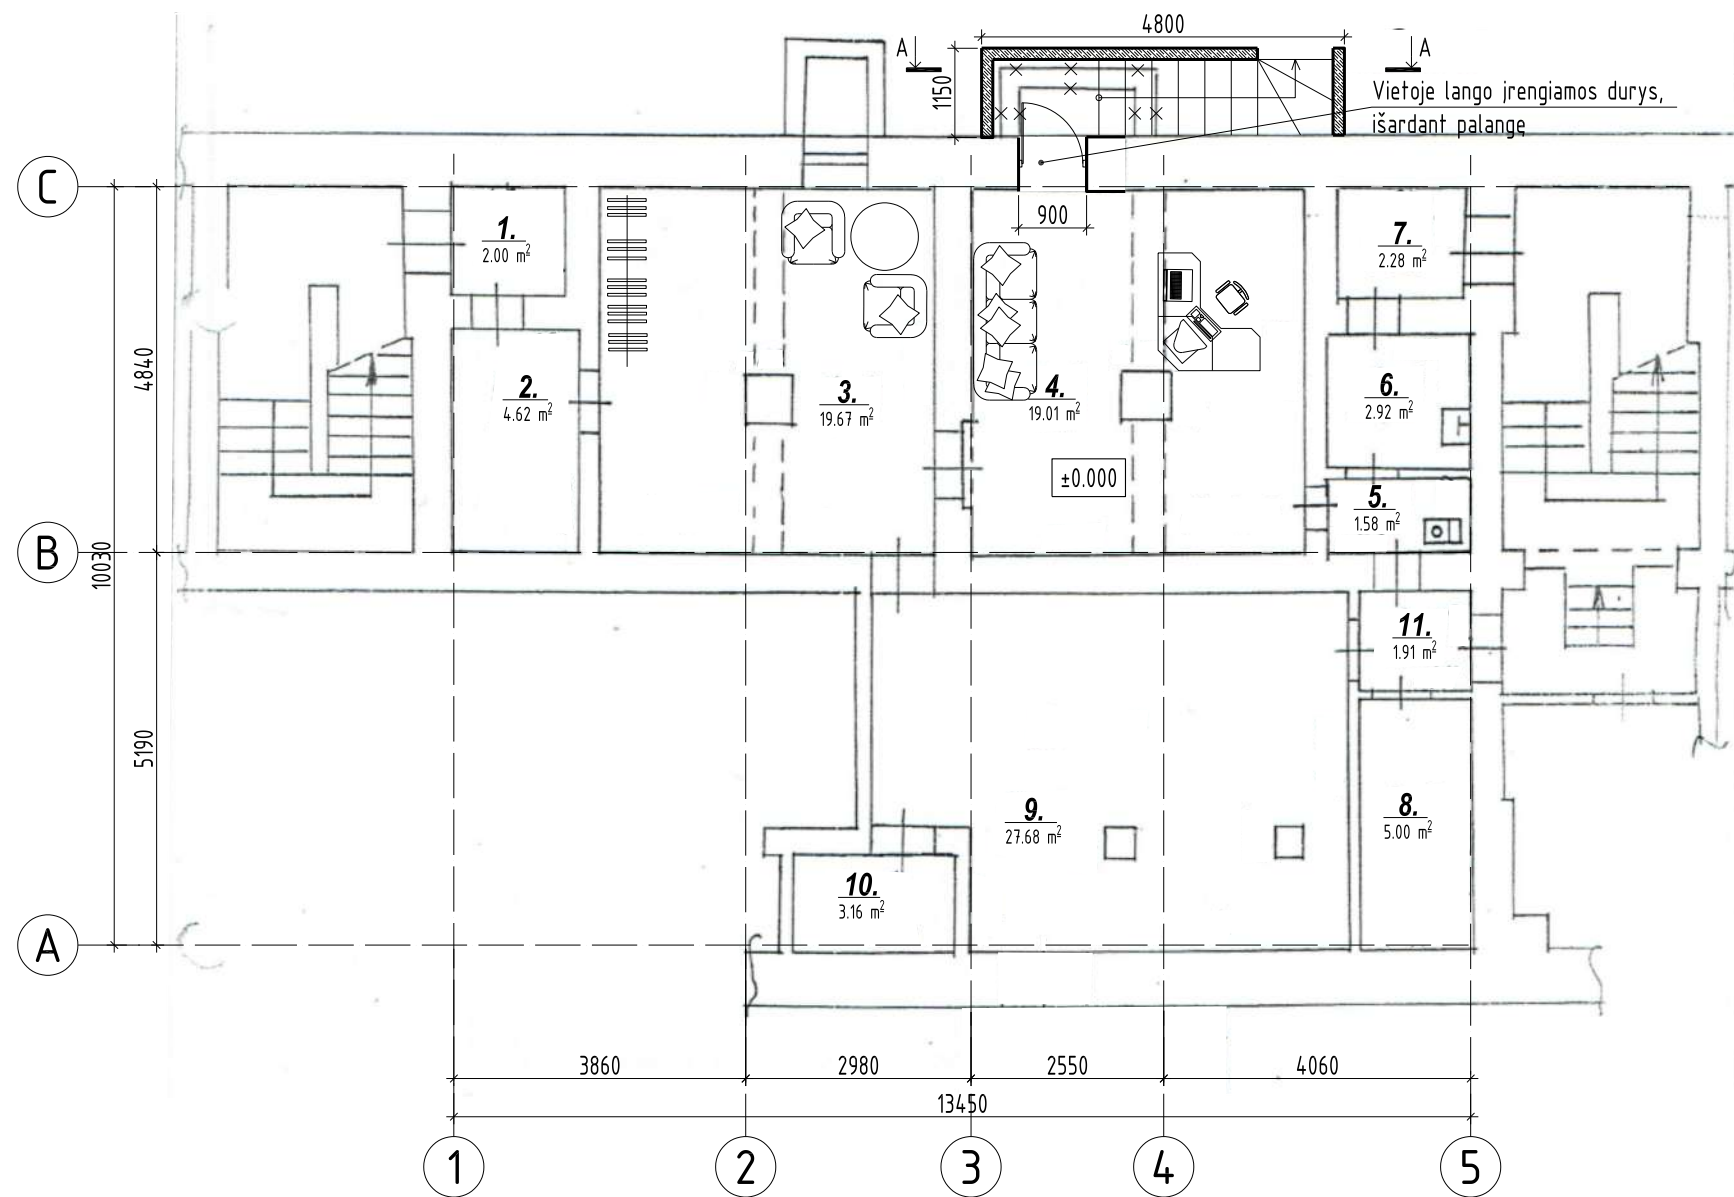 4800
A
A
1150
Vietoje lango įrengiamos durys,
išardant palangę
C
900
1.
2.00 m²
7.
2.28 m²
4840
2.
4.62 m²
3.
19.67 m²
4.
19.01 m²
6.
2.92 m²
±0.000
5.
1.58 m²
B
10030
11.
1.91 m²
5190
9.
27.68 m²
8.
5.00 m²
10.
3.16 m²
A
3860
2980
2550
4060
13450
1
2
3
4
5